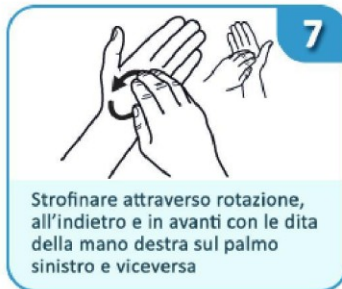 7
Strofinare attraverso rotazione,
all'indietro e in avanti con le dita
della mano destra sul palmo
sinistro e viceversa